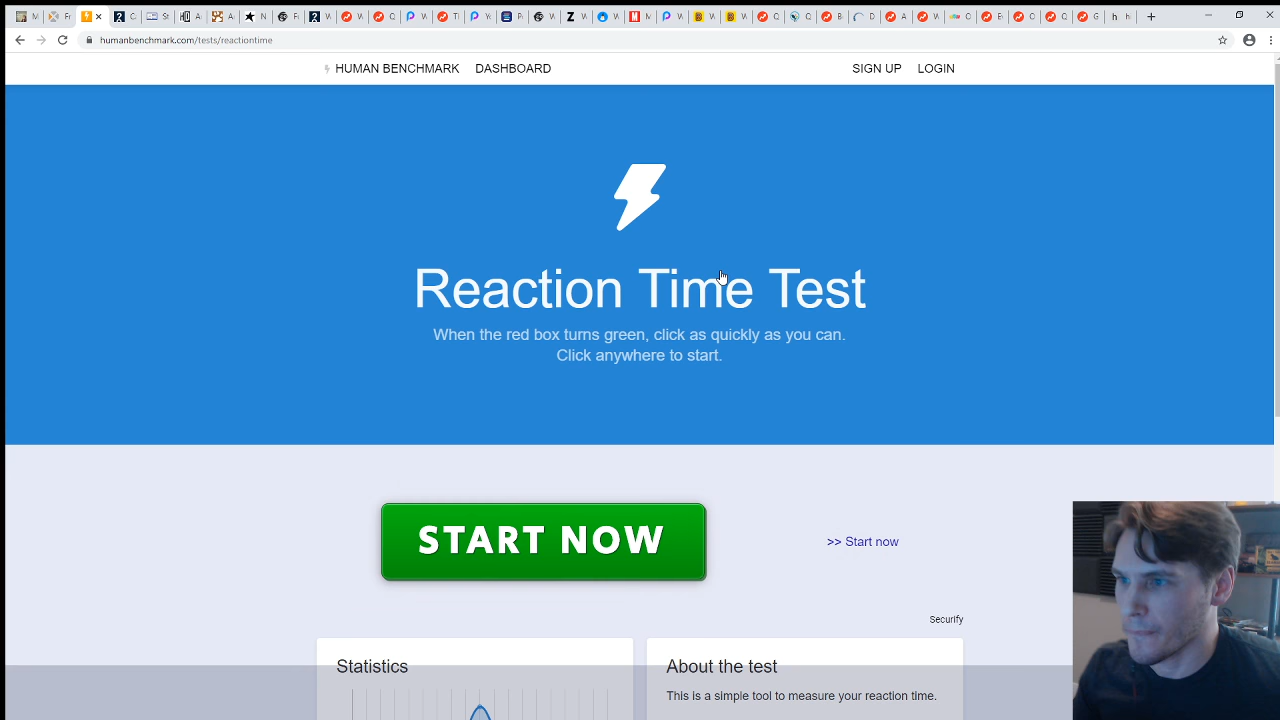 humanbenchmark.com/tests/reactiontime
HUMAN BENCHMARK DASHBOARD SIGN UP LOGIN
Reaction Time Test
When the red box turns green, click as quickly as you can.
Click anywhere to start.
START NOW
>> Start now
Securify
Statistics
About the test
This is a simple tool to measure your reaction time.